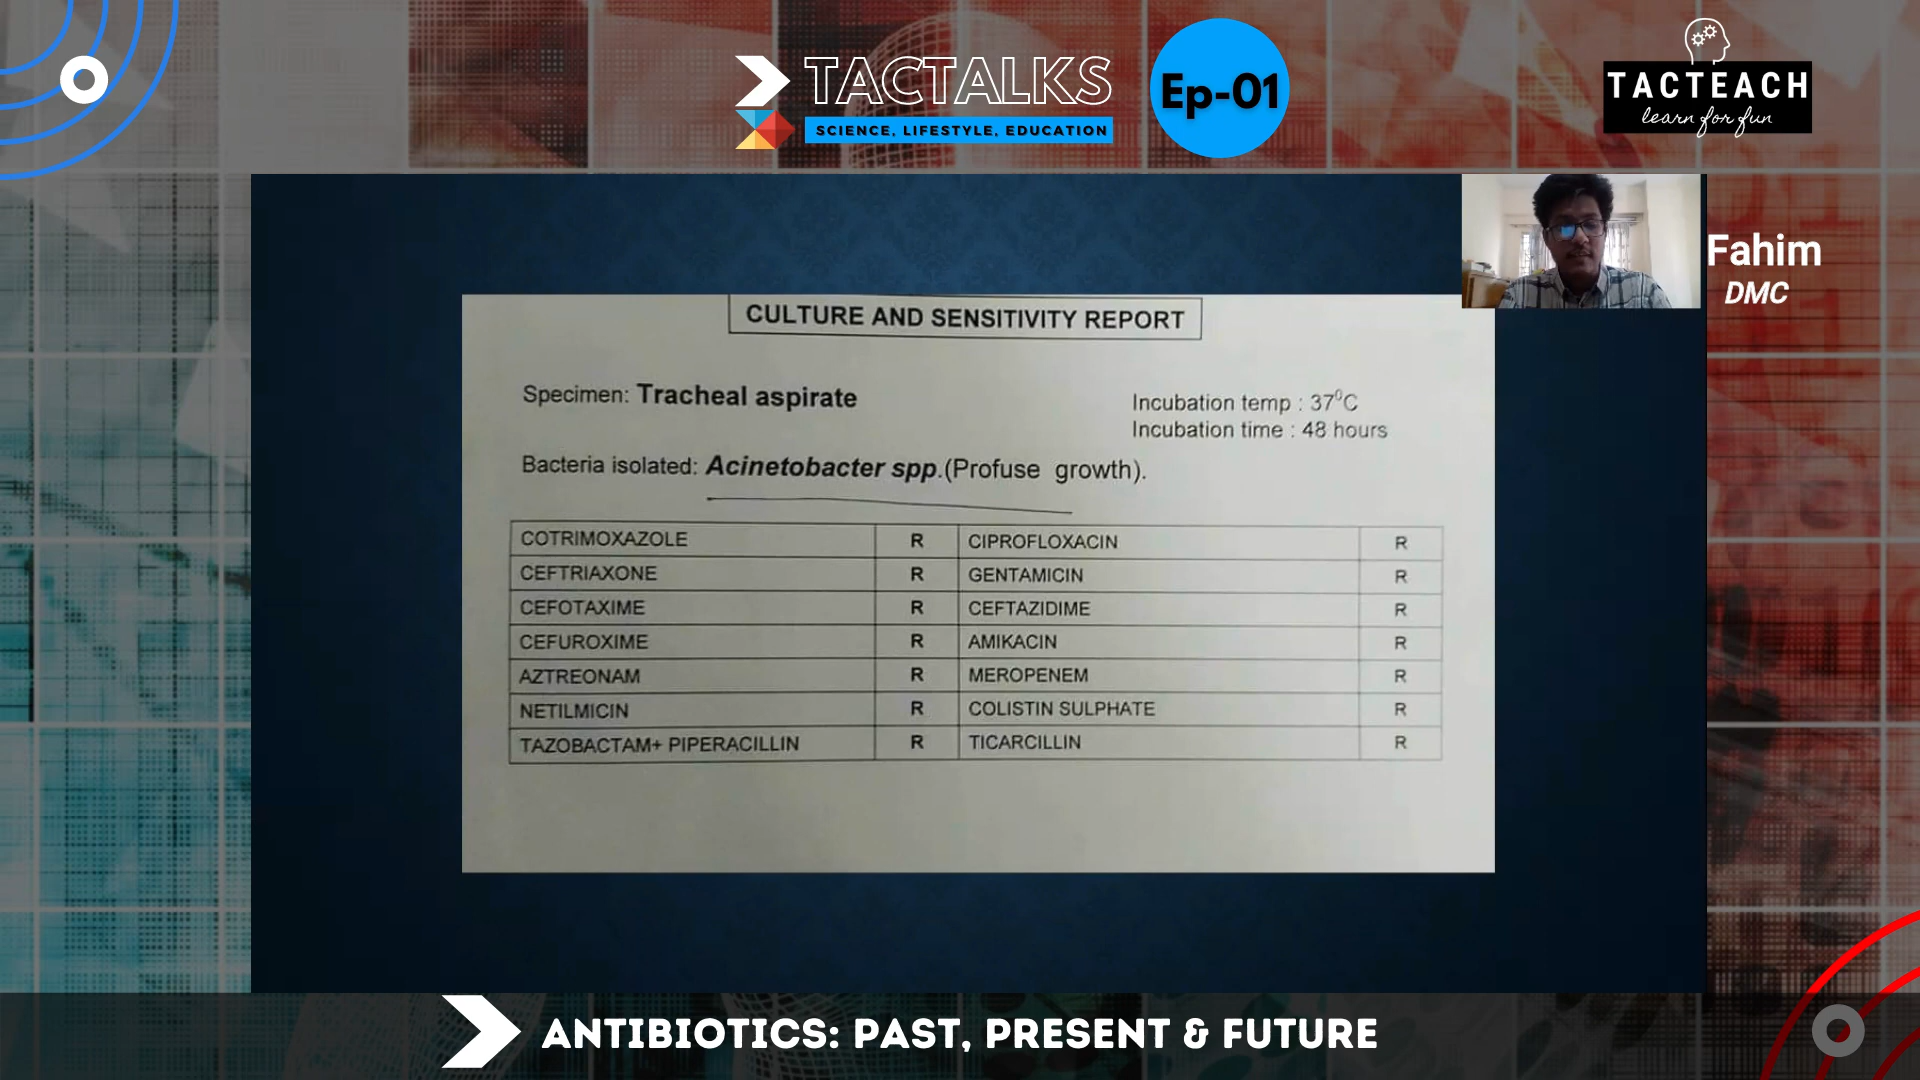 TACTALKS
SCIENCE, LIFESTYLE, EDUCATION
Ep-01
TACTEACH
learn for fun
Fahim
DMC
CULTURE AND SENSITIVITY REPORT
Specimen: Tracheal aspirate
Incubation temp : 37⁰C
Incubation time : 48 hours
Bacteria isolated: Acinetobacter spp.(Profuse growth).
COTRIMOXAZOLE R CIPROFLOXACIN R
CEFTRIAXONE R GENTAMICIN R
CEFOTAXIME R CEFTAZIDIME R
CEFUROXIME R AMIKACIN R
AZTREONAM R MEROPENEM R
NETILMICIN R COLISTIN SULPHATE R
TAZOBACTAM+ PIPERACILLIN R TICARCILLIN R
ANTIBIOTICS: PAST, PRESENT & FUTURE